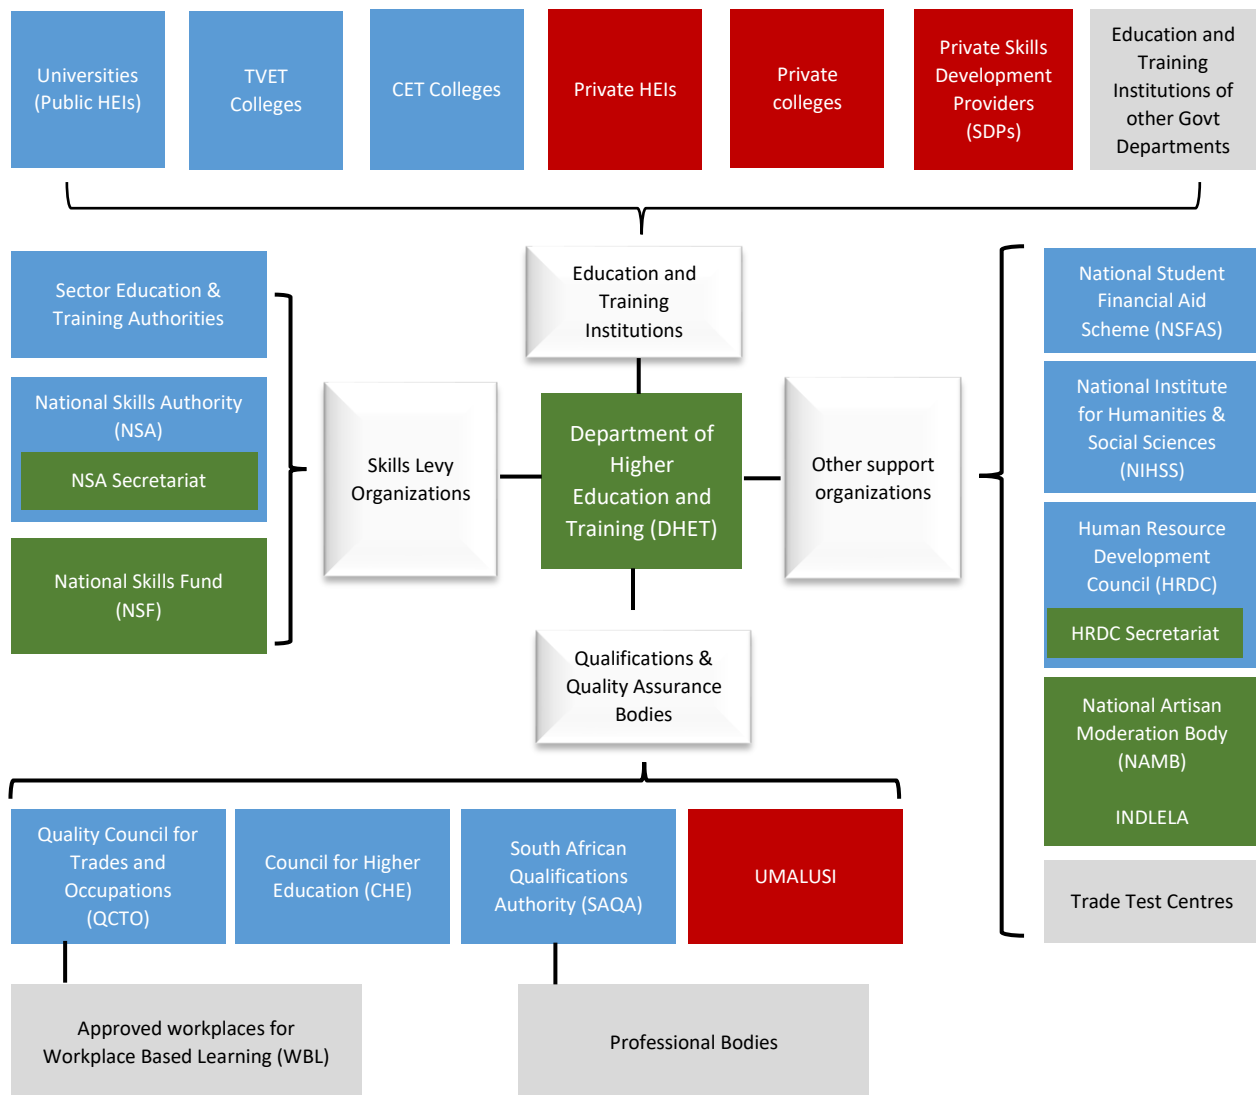 Universities
(Public HEIs)
TVET
Colleges
CET Colleges
Private HEIs
Private
colleges
Private Skills
Development
Providers
(SDPs)
Education and
Training
Institutions of
other Govt
Departments
Education and
Training
Institutions
Sector Education &
Training Authorities
National Skills Authority
(NSA)
NSA Secretariat
National Skills Fund
(NSF)
Skills Levy
Organizations
Department of
Higher
Education and
Training (DHET)
Other support
organizations
National Student
Financial Aid
Scheme (NSFAS)
National Institute
for Humanities &
Social Sciences
(NIHSS)
Human Resource
Development
Council (HRDC)
HRDC Secretariat
National Artisan
Moderation Body
(NAMB)
INDLELA
Trade Test Centres
Qualifications &
Quality Assurance
Bodies
Quality Council for
Trades and
Occupations
(QCTO)
Council for Higher
Education (CHE)
South African
Qualifications
Authority (SAQA)
UMALUSI
Approved workplaces for
Workplace Based Learning (WBL)
Professional Bodies